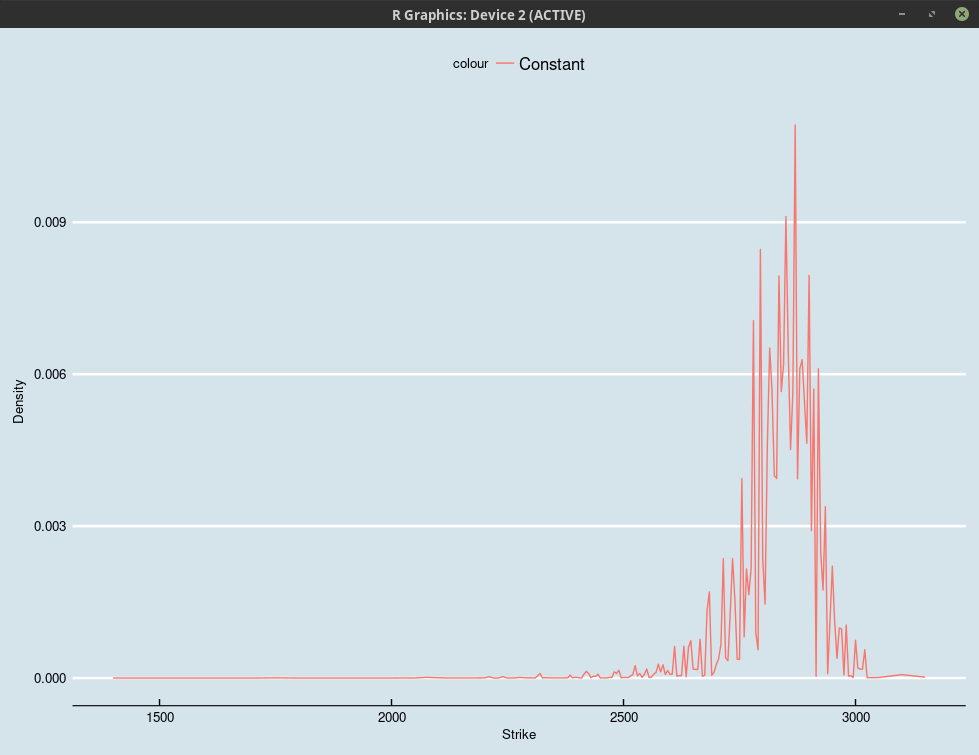 R Graphics: Device 2 (ACTIVE)
colour Constant
0.009
0.006
0.003
0.000
Density
1500 2000 2500 3000
Strike